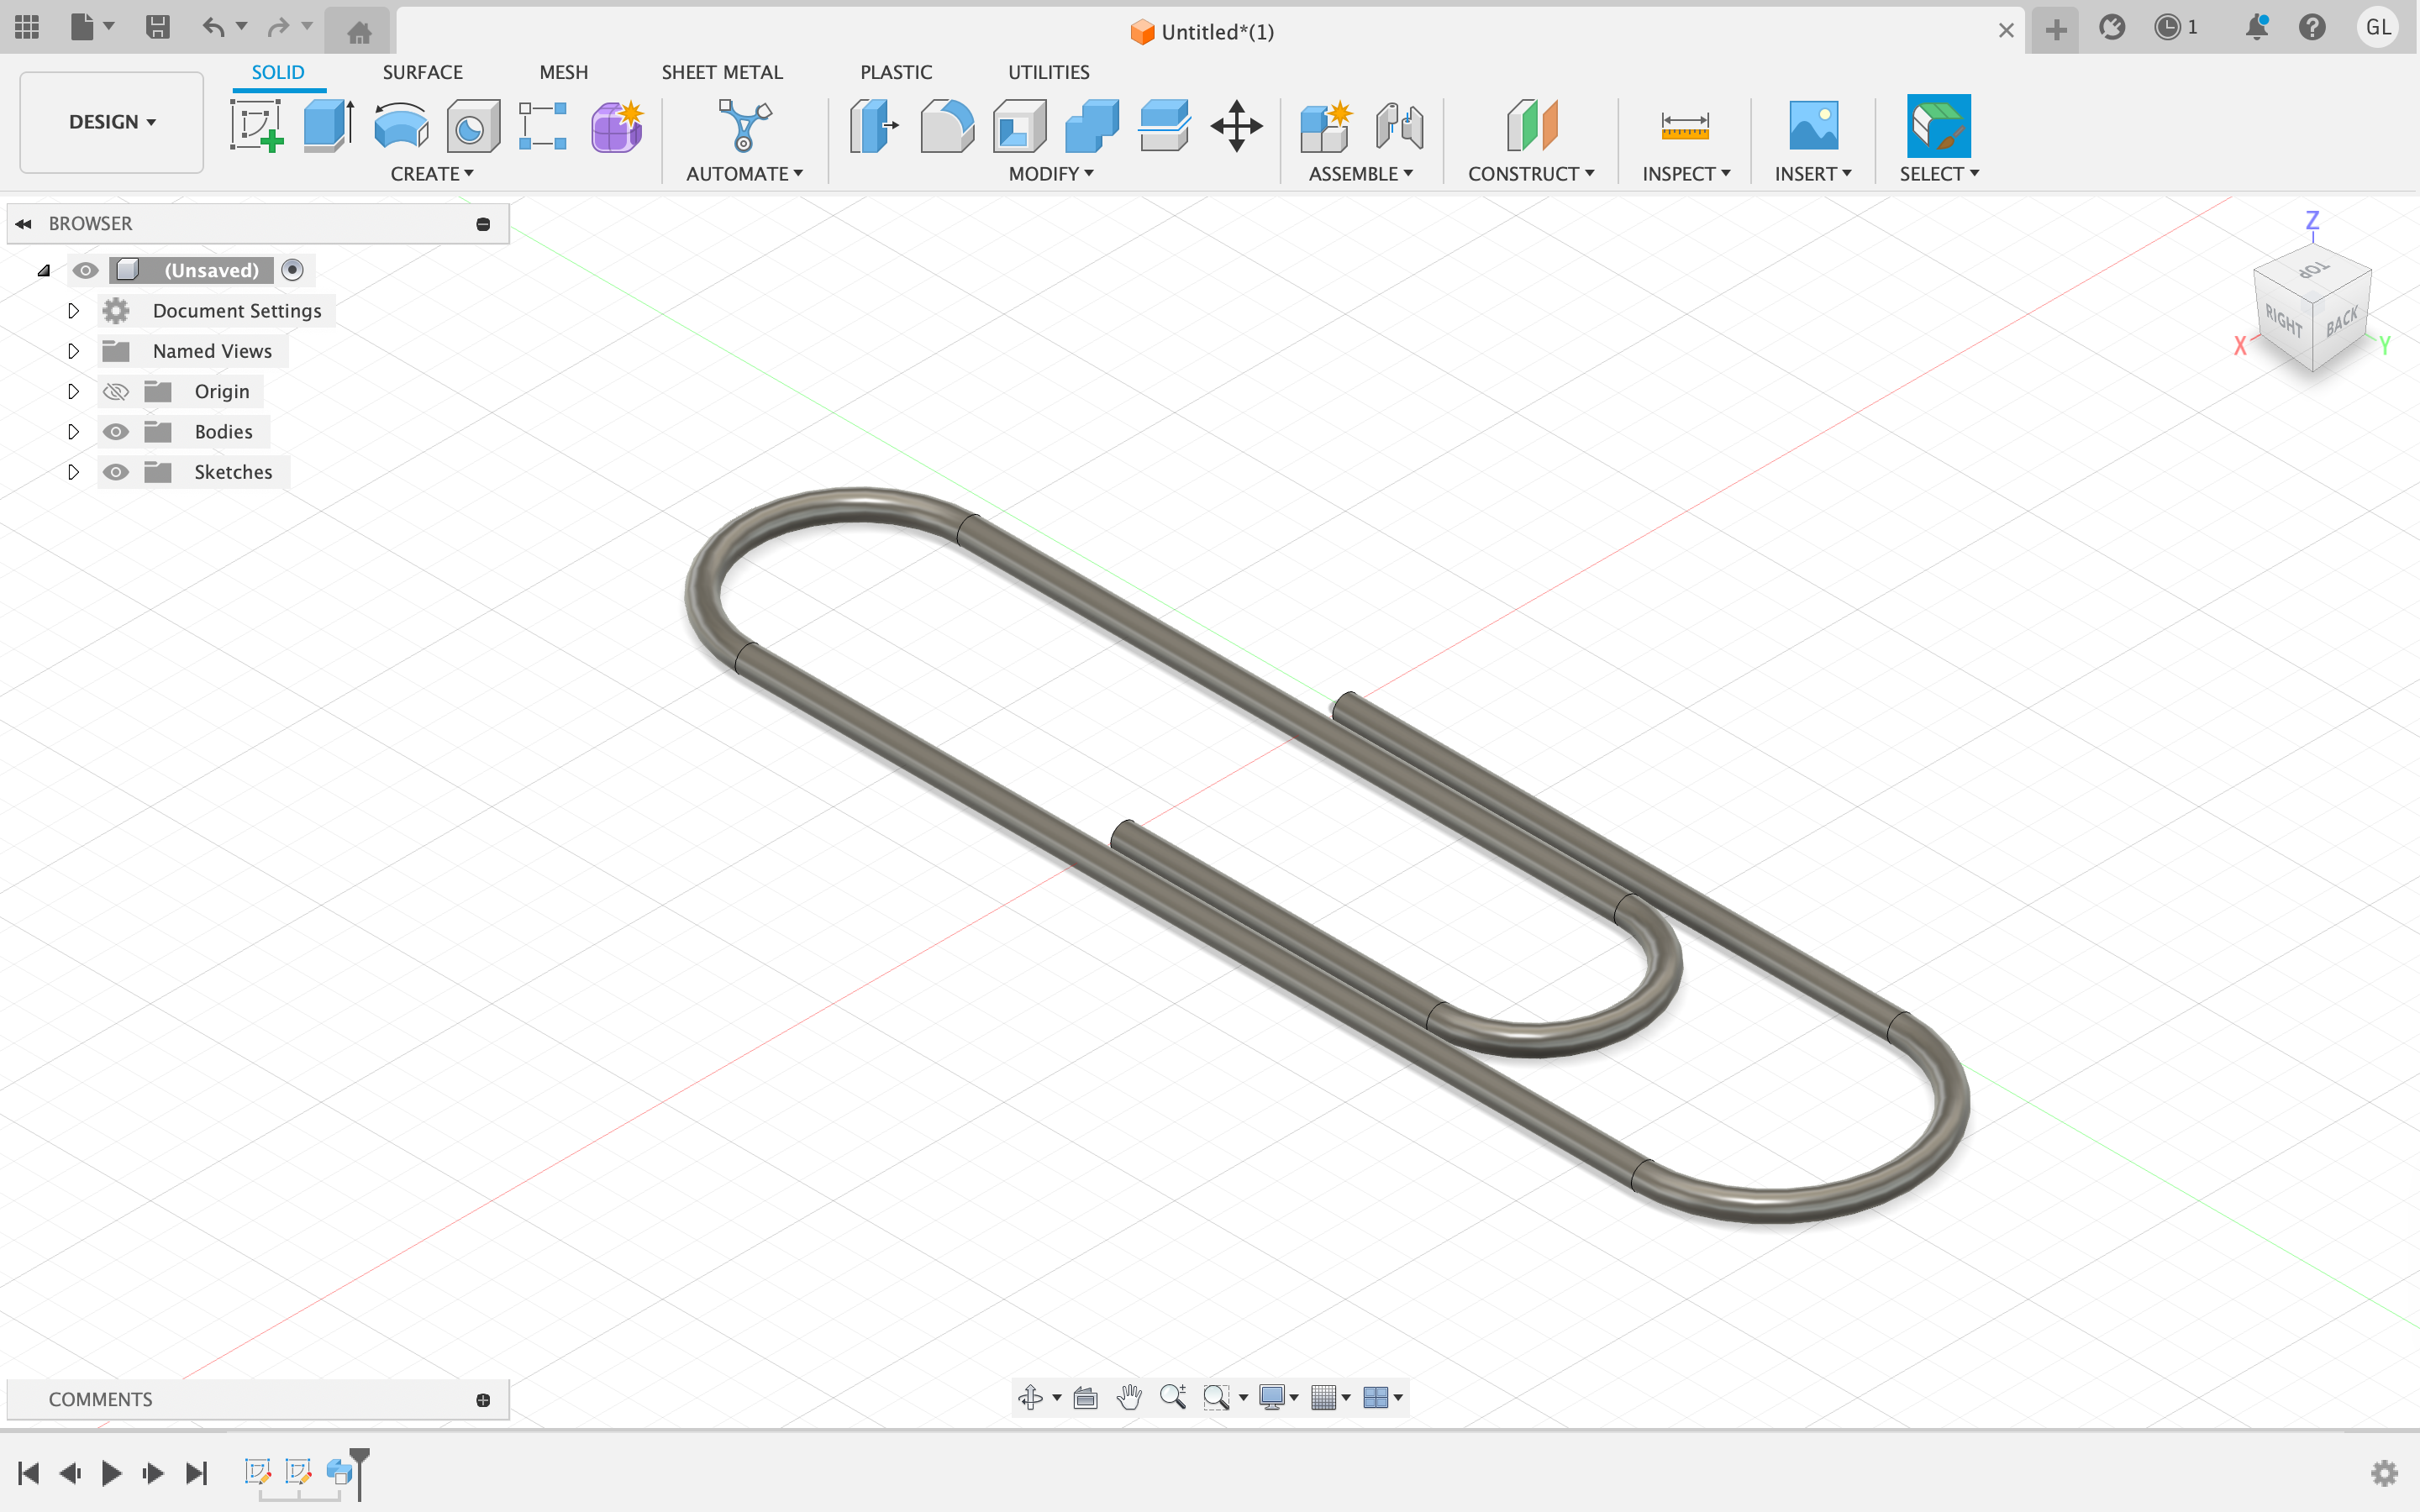 Untitled*(1)
1
GL
DESIGN
SOLID
SURFACE
MESH
SHEET METAL
PLASTIC
UTILITIES
CREATE
AUTOMATE
MODIFY
ASSEMBLE
CONSTRUCT
INSPECT
INSERT
SELECT
BROWSER
(Unsaved)
Document Settings
Named Views
Origin
Bodies
Sketches
Z
TOP
RIGHT
BACK
X
Y
COMMENTS